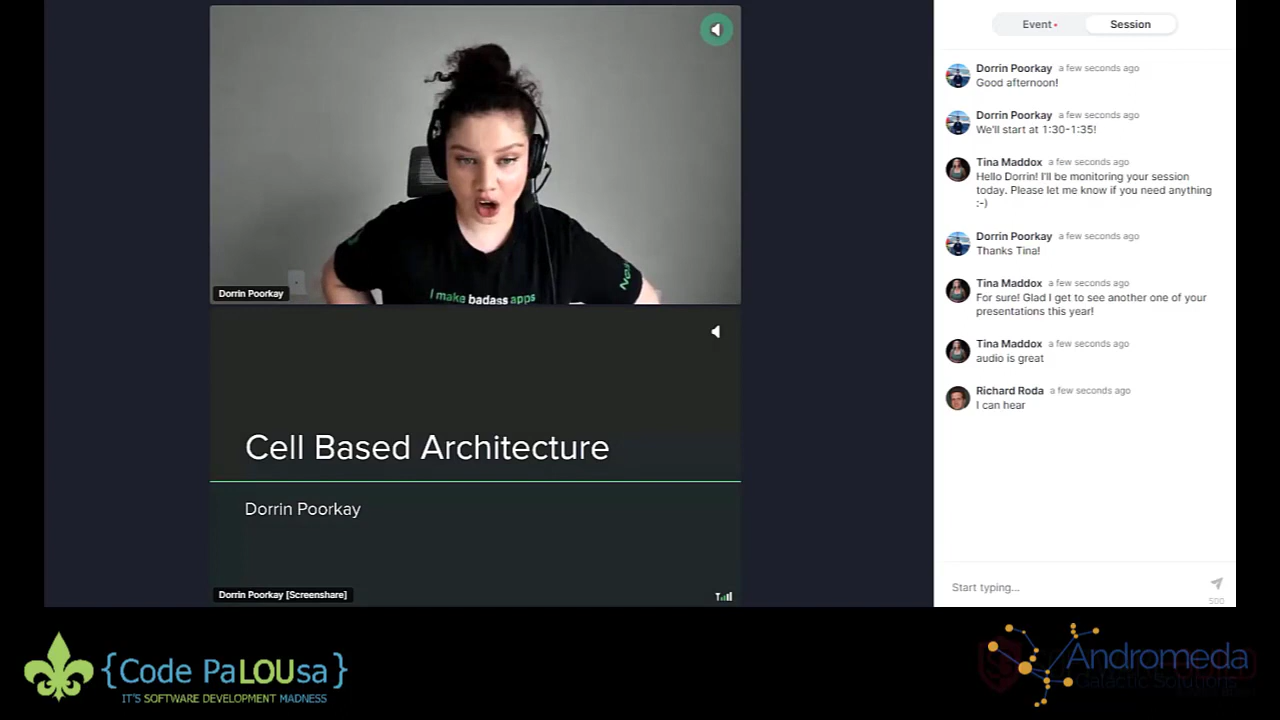 I make badass apps
Dorrin Poorkay
Cell Based Architecture
Dorrin Poorkay
Dorrin Poorkay [Screenshare]
Event
Session
Dorrin Poorkay a few seconds ago
Good afternoon!
Dorrin Poorkay a few seconds ago
We'll start at 1:30-1:35!
Tina Maddox a few seconds ago
Hello Dorrin! I'll be monitoring your session
today. Please let me know if you need anything
:-)
Dorrin Poorkay a few seconds ago
Thanks Tina!
Tina Maddox a few seconds ago
For sure! Glad I get to see another one of your
presentations this year!
Tina Maddox a few seconds ago
audio is great
Richard Roda a few seconds ago
I can hear
Start typing...
500
{Code PaLOUsa}
IT'S SOFTWARE DEVELOPMENT MADNESS
Andromeda
Galactic Solutions